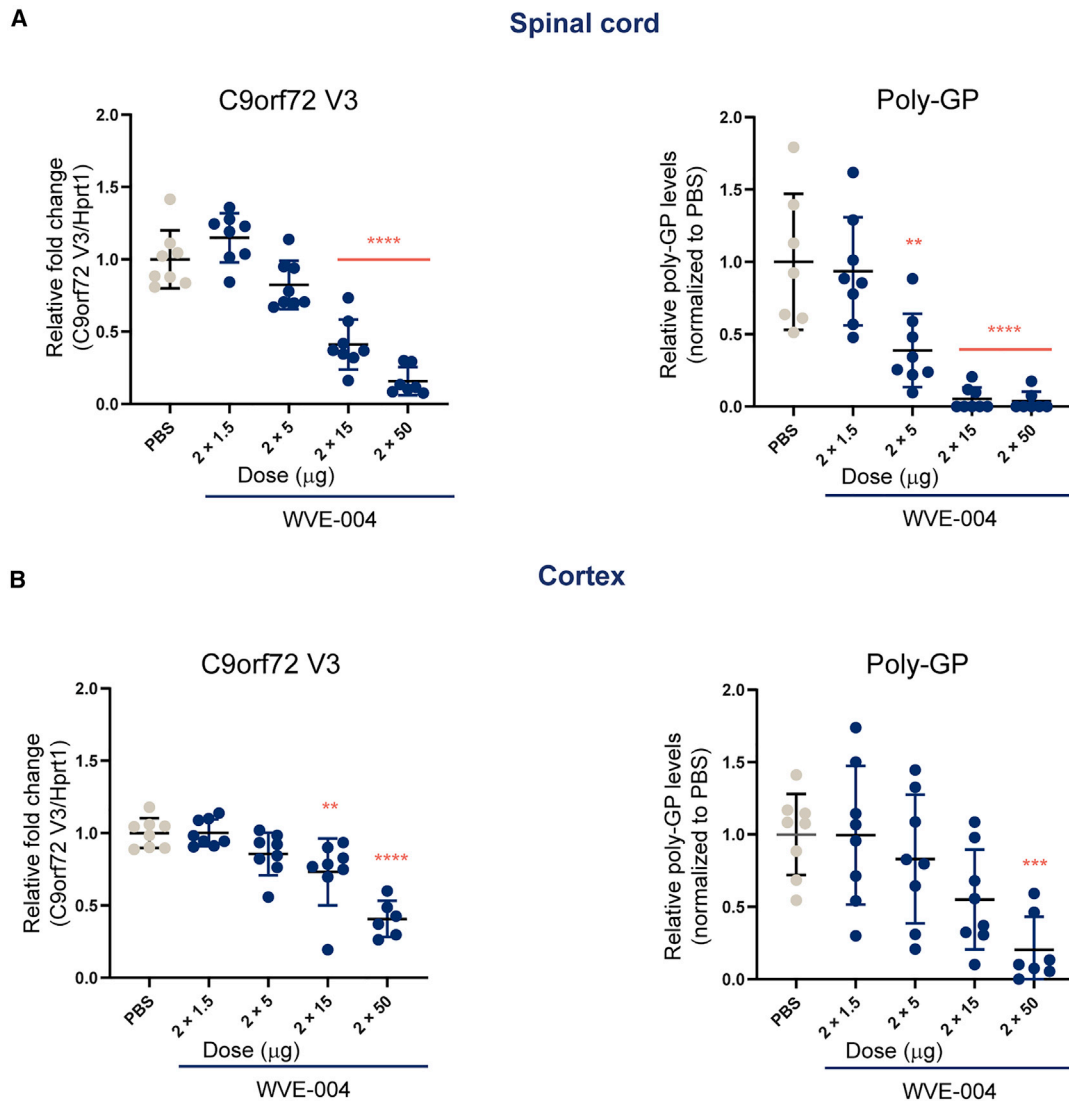 A
Spinal cord
C9orf72 V3
Relative fold change
(C9orf72 V3/Hprt1)
2.0
1.5
1.0
0.5
0.0
****
PBS
2 × 1.5
2 × 5
2 × 15
2 × 50
Dose (μg)
WVE-004
Poly-GP
Relative poly-GP levels
(normalized to PBS)
2.0
1.5
1.0
0.5
0.0
**
****
PBS
2 × 1.5
2 × 5
2 × 15
2 × 50
Dose (μg)
WVE-004
B
Cortex
C9orf72 V3
Relative fold change
(C9orf72 V3/Hprt1)
2.0
1.5
1.0
0.5
0.0
**
****
PBS
2 × 1.5
2 × 5
2 × 15
2 × 50
Dose (μg)
WVE-004
Poly-GP
Relative poly-GP levels
(normalized to PBS)
2.0
1.5
1.0
0.5
0.0
***
PBS
2 × 1.5
2 × 5
2 × 15
2 × 50
Dose (μg)
WVE-004